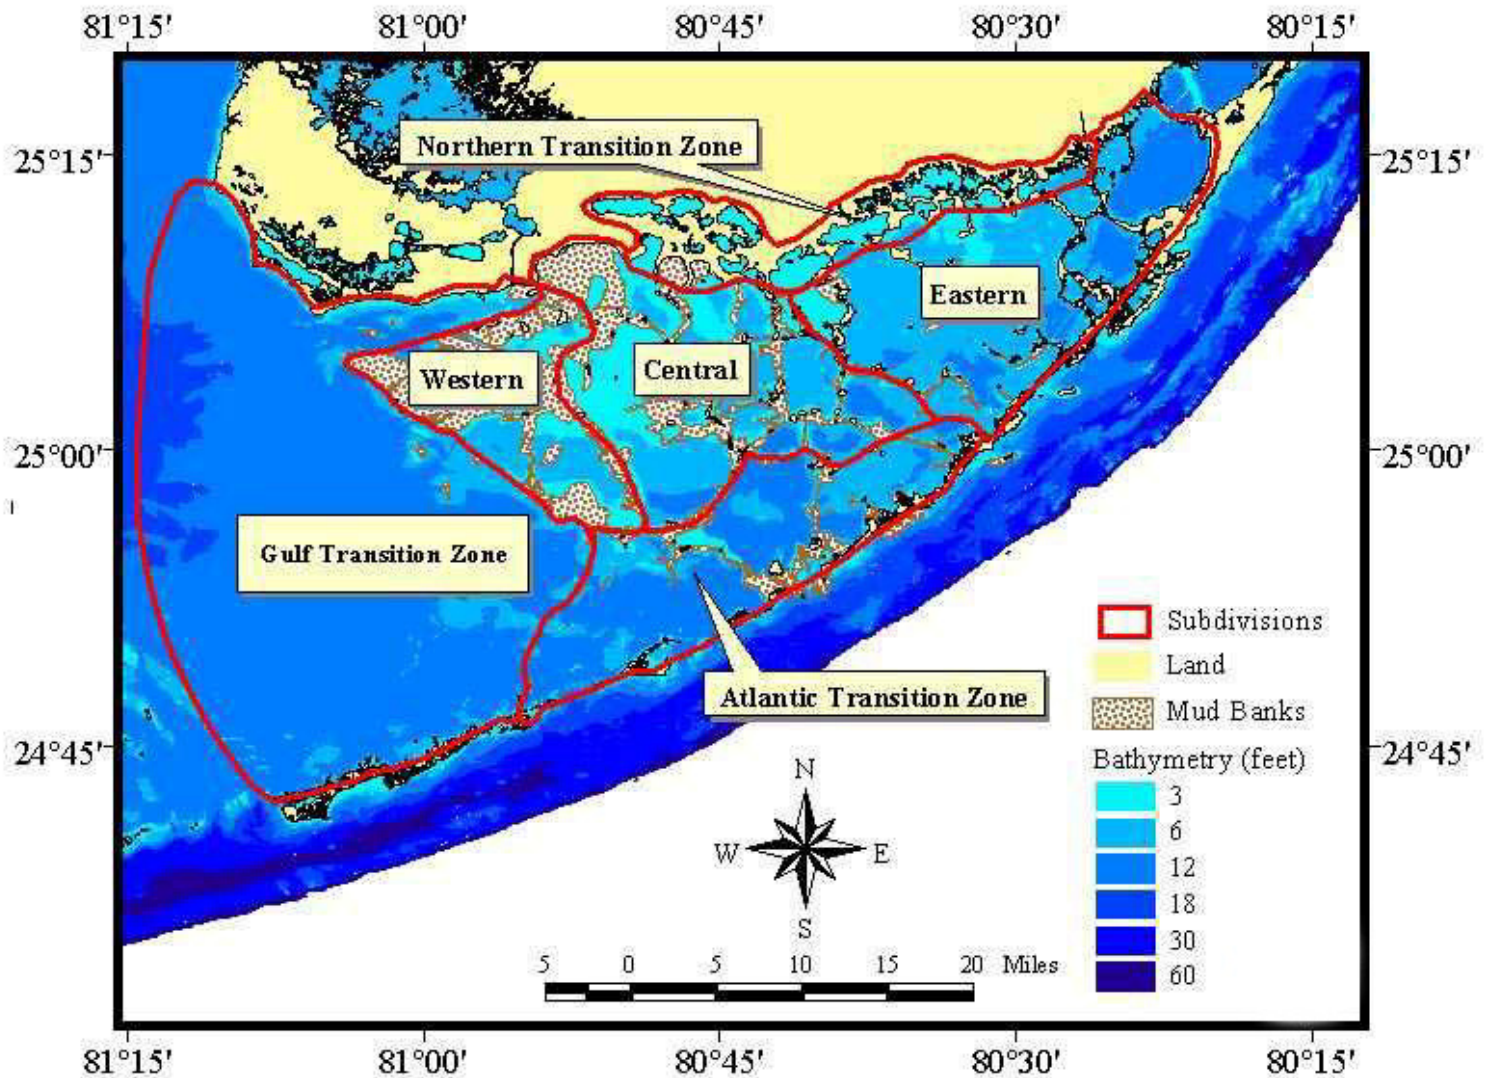 81°15' 81°00' 80°45' 80°30' 80°15'
Northern Transition Zone
25°15' 25°15'
Eastern
Central
Western
25°00' 25°00'
Gulf Transition Zone
Subdivisions
Land
Atlantic Transition Zone
Mud Banks
24°45' 24°45'
Bathymetry (feet)
3
6
12
18
30
60
N
W E
S
5 0 5 10 15 20 Miles
81°15' 81°00' 80°45' 80°30' 80°15'